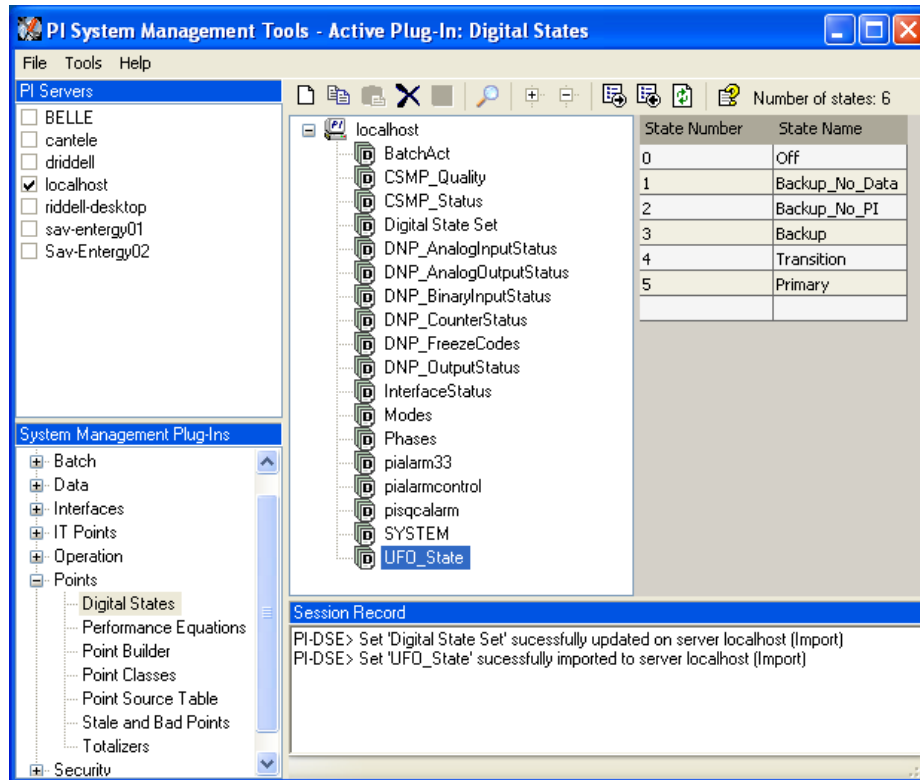 PI System Management Tools - Active Plug-In: Digital States
File Tools Help
PI Servers
BELLE
cantele
driddell
localhost
riddell-desktop
sav-entergy01
Sav-Entergy02
System Management Plug-Ins
Batch
Data
Interfaces
IT Points
Operation
Points
Digital States
Performance Equations
Point Builder
Point Classes
Point Source Table
Stale and Bad Points
Totalizers
Security
Number of states: 6
localhost
BatchAct
CSMP_Quality
CSMP_Status
Digital State Set
DNP_AnalogInputStatus
DNP_AnalogOutputStatus
DNP_BinaryInputStatus
DNP_CounterStatus
DNP_FreezeCodes
DNP_OutputStatus
InterfaceStatus
Modes
Phases
pialarm33
pialarmcontrol
pisqcalarm
SYSTEM
UFO_State
State Number State Name
0 Off
1 Backup_No_Data
2 Backup_No_PI
3 Backup
4 Transition
5 Primary
Session Record
PI-DSE> Set 'Digital State Set' sucessfully updated on server localhost (Import)
PI-DSE> Set 'UFO_State' sucessfully imported to server localhost (Import)